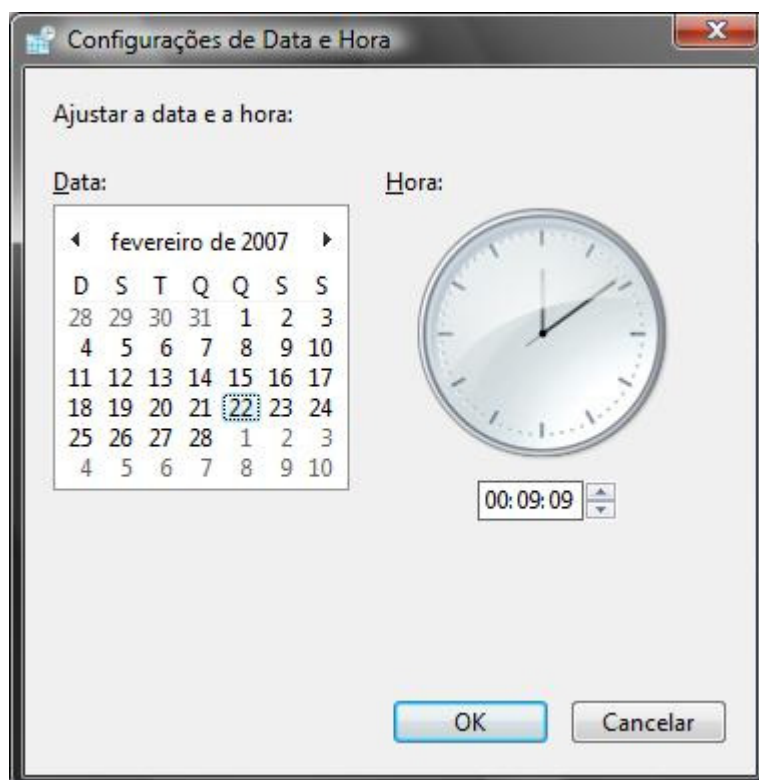 Configurações de Data e Hora
Ajustar a data e a hora:
Data:
Hora:
fevereiro de 2007
D S T Q Q S S
28 29 30 31 1 2 3
4 5 6 7 8 9 10
11 12 13 14 15 16 17
18 19 20 21 22 23 24
25 26 27 28 1 2 3
4 5 6 7 8 9 10
00:09:09
OK
Cancelar